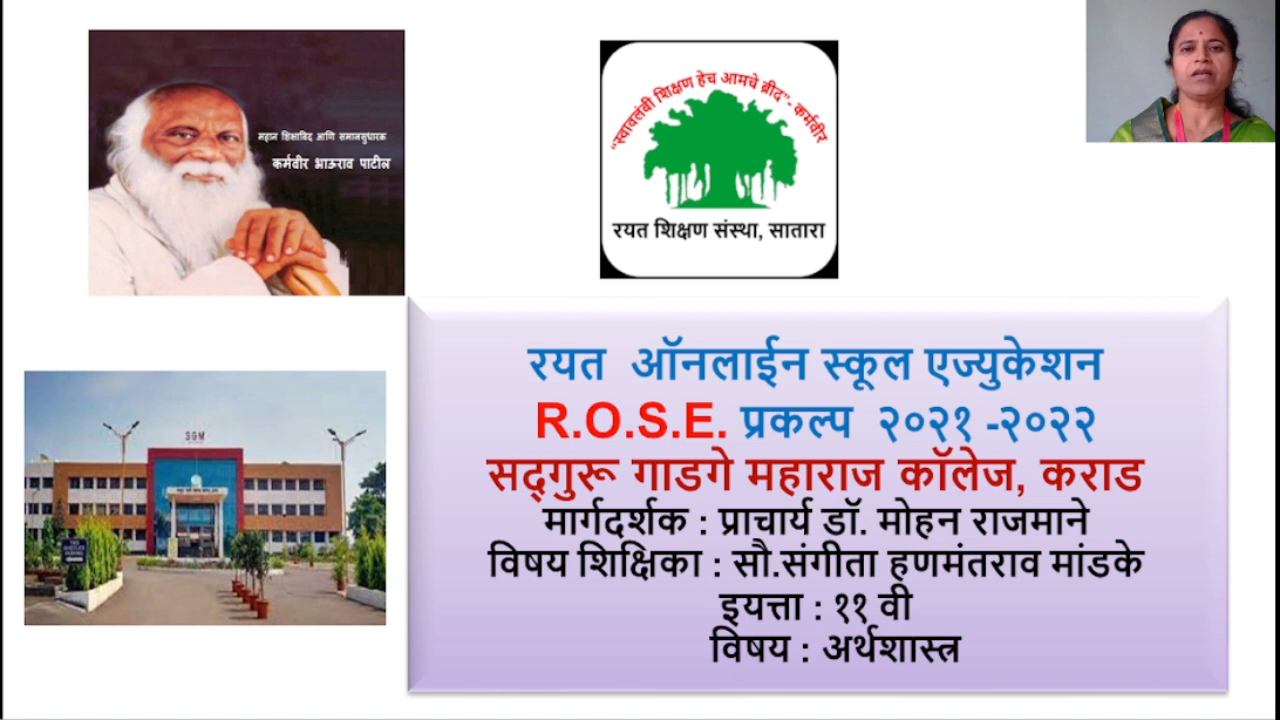 महान शिक्षाविद आणि समाजसुधारक
कर्मवीर भाऊराव पाटील
"स्वावलंबी शिक्षण हेच आमचे ब्रीद"- कर्मवीर
रयत शिक्षण संस्था, सातारा
SGM
रयत ऑनलाईन स्कूल एज्युकेशन
R.O.S.E. प्रकल्प २०२१ -२०२२
सद्‌गुरू गाडगे महाराज कॉलेज, कराड
मार्गदर्शक : प्राचार्य डॉ. मोहन राजमाने
विषय शिक्षिका : सौ.संगीता हणमंतराव मांडके
इयत्ता : ११ वी
विषय : अर्थशास्त्र